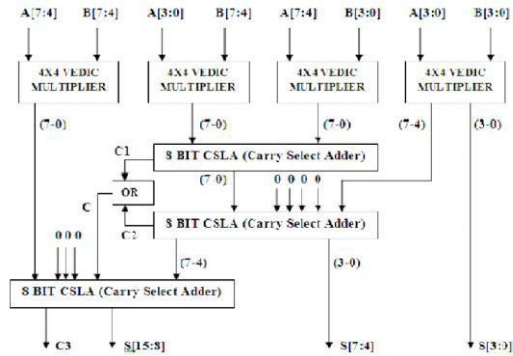 A[7:4] B[7:4] A[3:0] B[7:4] A[7:4] B[3:0] A[3:0] B[3:0]
4X4 VEDIC MULTIPLIER
4X4 VEDIC MULTIPLIER
4X4 VEDIC MULTIPLIER
4X4 VEDIC MULTIPLIER
(7-0) (7-0) (7-0) (7-4) (3-0)
C1
8 BIT CSLA (Carry Select Adder)
OR
(7-0) 0 0 0 0
C
C2
8 BIT CSLA (Carry Select Adder)
0 0 0
(7-4) (3-0)
8 BIT CSLA (Carry Select Adder)
C3 S[15:8] S[7:4] S[3:0]